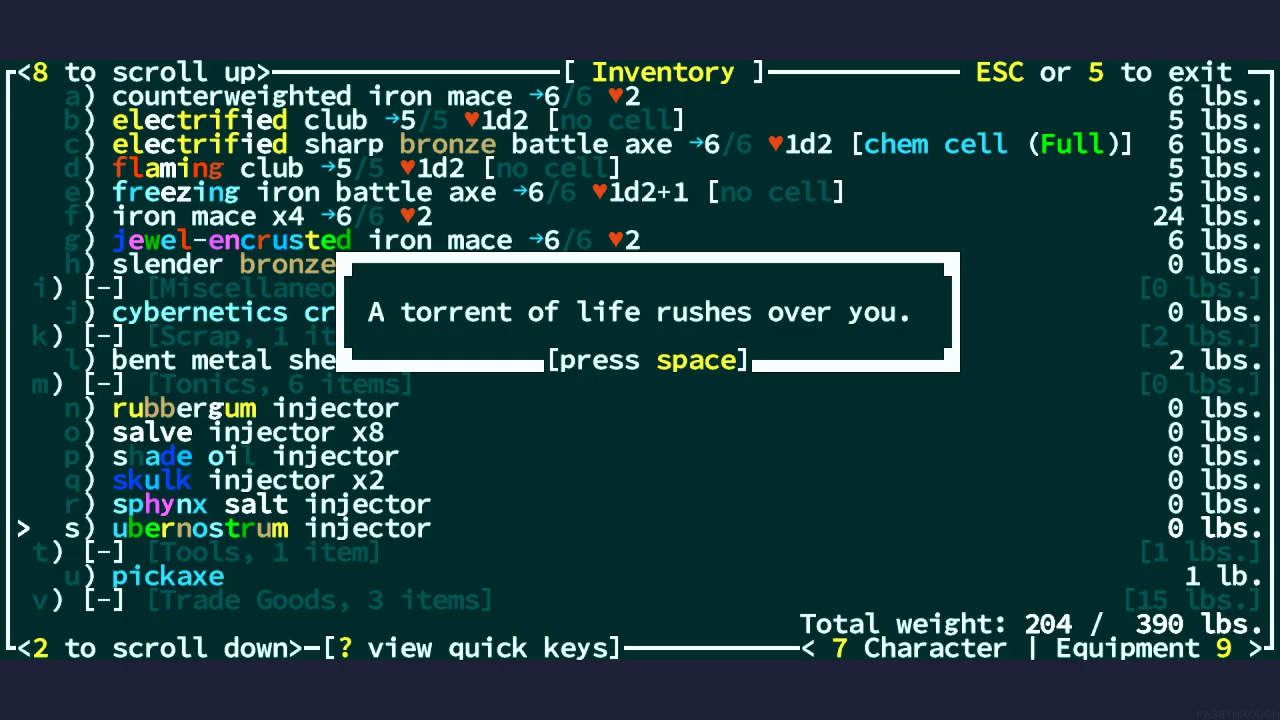 <8 to scroll up> [ Inventory ] ESC or 5 to exit
a) counterweighted iron mace →6/6 ♥2 6 lbs.
b) electrified club →5/5 ♥1d2 [no cell] 5 lbs.
c) electrified sharp bronze battle axe →6/6 ♥1d2 [chem cell (Full)] 6 lbs.
d) flaming club →5/5 ♥1d2 [no cell] 5 lbs.
e) freezing iron battle axe →6/6 ♥1d2+1 [no cell] 5 lbs.
f) iron mace x4 →6/6 ♥2 24 lbs.
g) jewel-encrusted iron mace →6/6 ♥2 6 lbs.
h) slender bronze 0 lbs.
i) [-] [Miscellaneo [0 lbs.]
j) cybernetics cr 0 lbs.
k) [-] [Scrap, 1 it [2 lbs.]
l) bent metal she 2 lbs.
A torrent of life rushes over you.
[press space]
m) [-] [Tonics, 6 items] [0 lbs.]
n) rubbergum injector 0 lbs.
o) salve injector x8 0 lbs.
p) shade oil injector 0 lbs.
q) skulk injector x2 0 lbs.
r) sphynx salt injector 0 lbs.
> s) ubernostrum injector 0 lbs.
t) [-] [Tools, 1 item] [1 lbs.]
u) pickaxe 1 lb.
v) [-] [Trade Goods, 3 items] [15 lbs.]
Total weight: 204 / 390 lbs.
<2 to scroll down> [? view quick keys] < 7 Character | Equipment 9 >